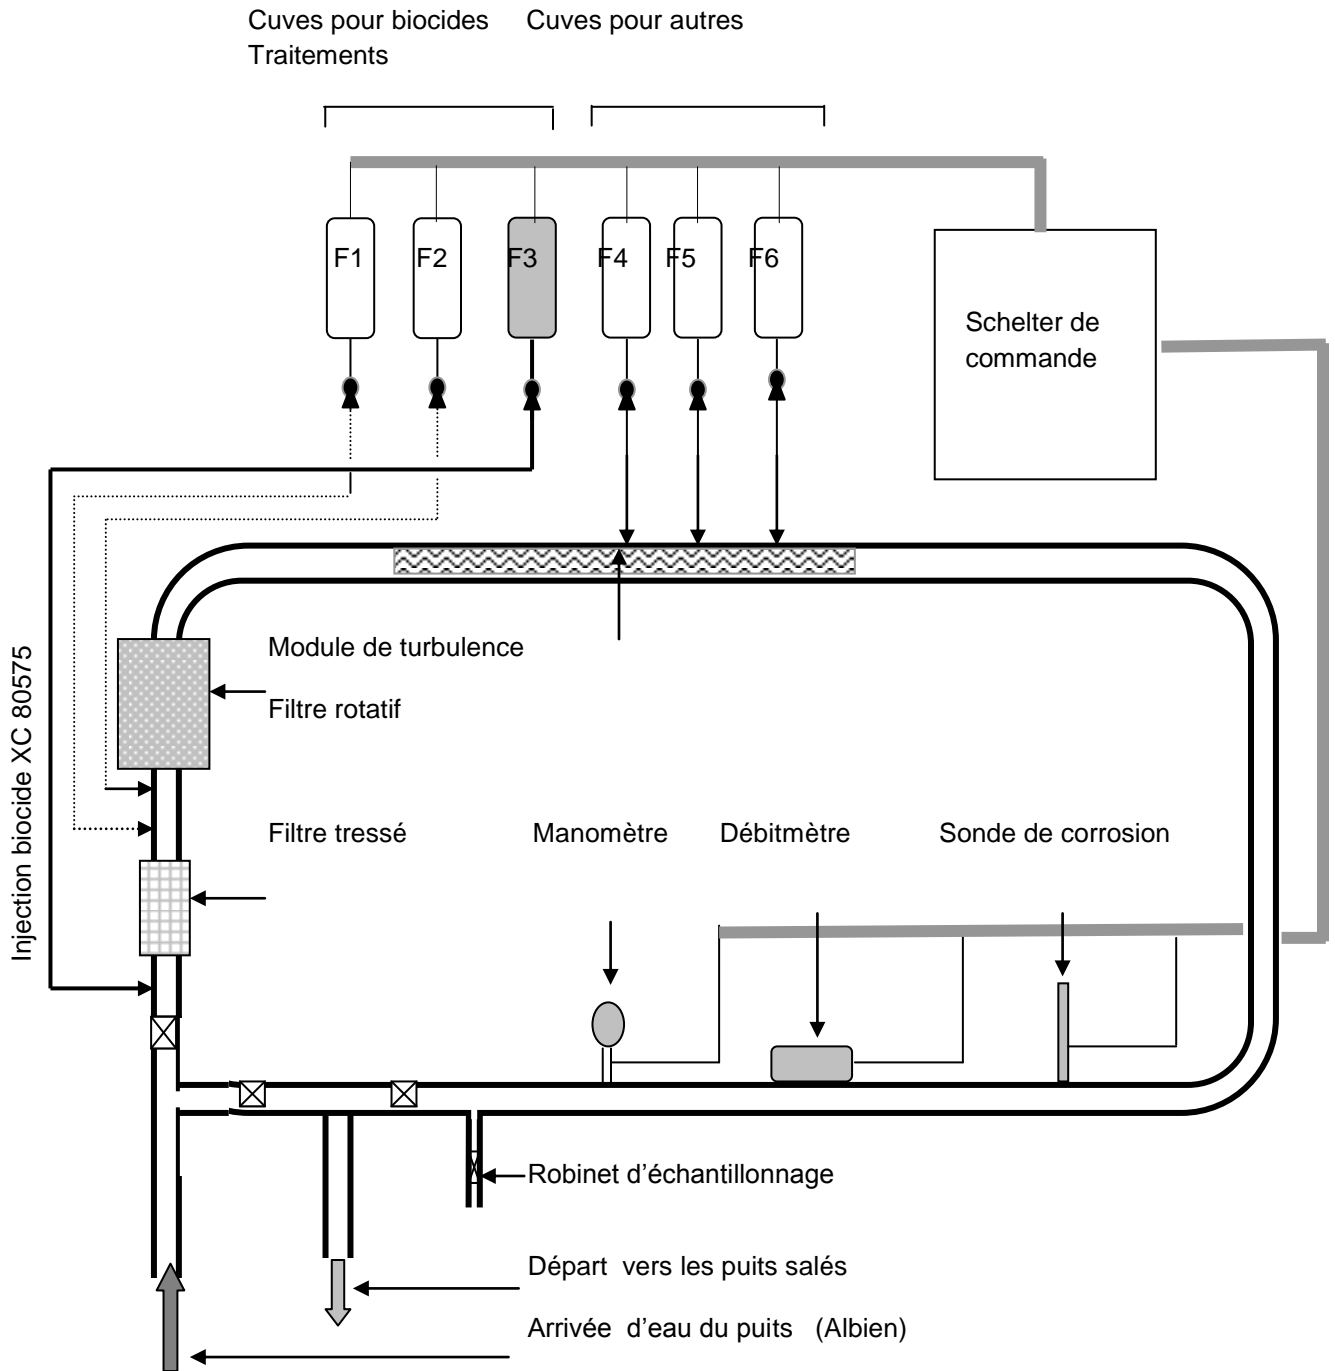 Cuves pour biocides Cuves pour autres
Traitements
F1 F2 F3 F4 F5 F6
Schelter de
commande
Injection biocide XC 80575
Module de turbulence
Filtre rotatif
Filtre tressé Manomètre Débitmètre Sonde de corrosion
Robinet d’échantillonnage
Départ vers les puits salés
Arrivée d’eau du puits (Albien)